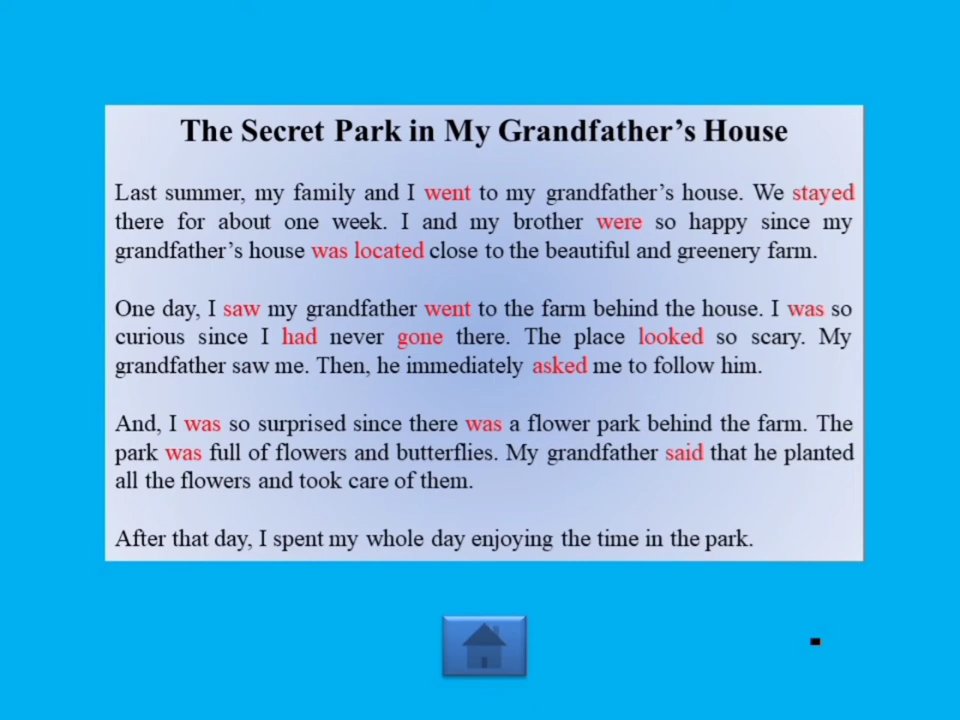 The Secret Park in My Grandfather's House
Last summer, my family and I went to my grandfather's house. We stayed
there for about one week. I and my brother were so happy since my
grandfather's house was located close to the beautiful and greenery farm.
One day, I saw my grandfather went to the farm behind the house. I was so
curious since I had never gone there. The place looked so scary. My
grandfather saw me. Then, he immediately asked me to follow him.
And, I was so surprised since there was a flower park behind the farm. The
park was full of flowers and butterflies. My grandfather said that he planted
all the flowers and took care of them.
After that day, I spent my whole day enjoying the time in the park.